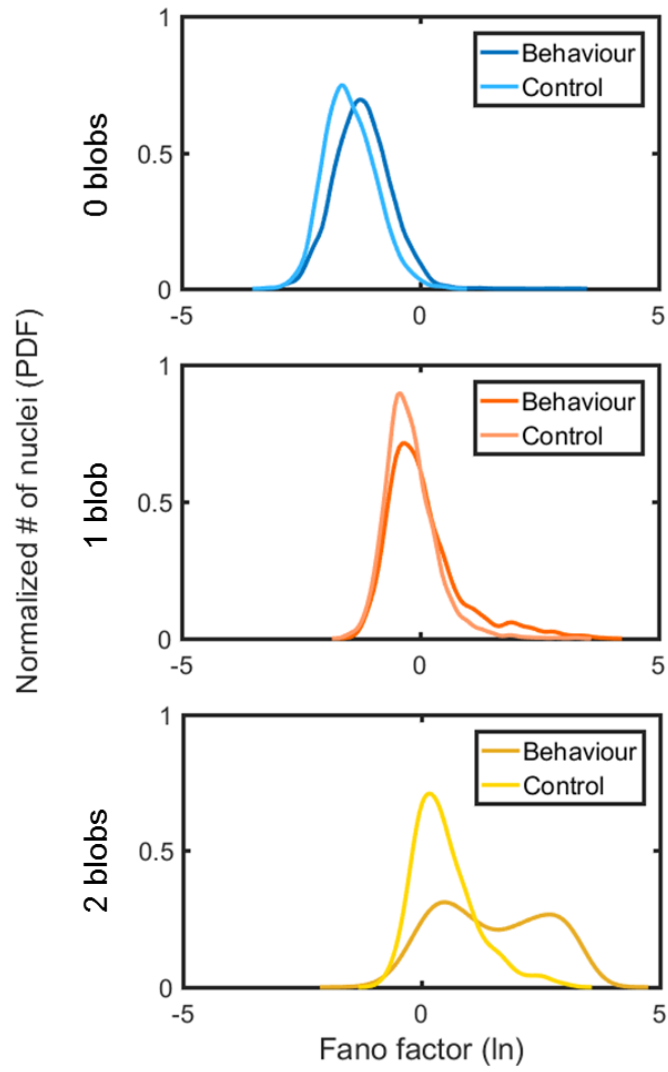 Normalized # of nuclei (PDF)
0 blobs
1
0.5
0
-5
0
5
Behaviour
Control
1 blob
1
0.5
0
-5
0
5
Behaviour
Control
2 blobs
1
0.5
0
-5
0
5
Behaviour
Control
Fano factor (ln)